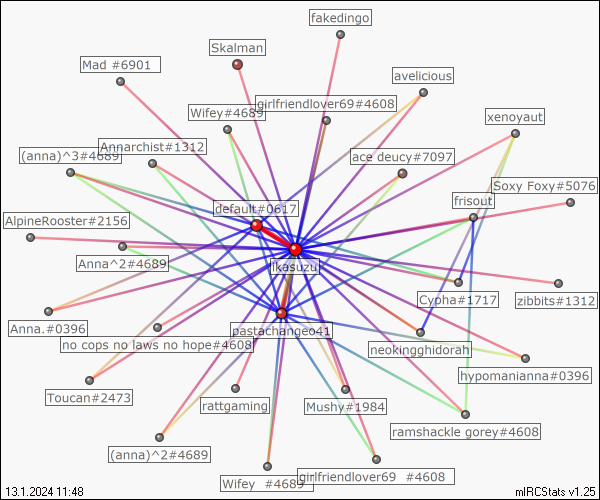 fakedingo
Skalman
Mad #6901
avelicious
girlfriendlover69#4608
Wifey#4689
xenoyaut
Annarchist#1312
(anna)^3#4689
ace deucy#7097
Soxy Foxy#5076
frisout
default#0617
AlpineRooster#2156
Anna^2#4689
ikasuzu
Cypha#1717
zibbits#1312
Anna.#0396
pastachangeo41
no cops no laws no hope#4608
neokingghidorah
hypomanianna#0396
Toucan#2473
rattgaming
Mushy#1984
ramshackle gorey#4608
(anna)^2#4689
Wifey #4689
girlfriendlover69 #4608
13.1.2024 11:48
mIRCStats v1.25